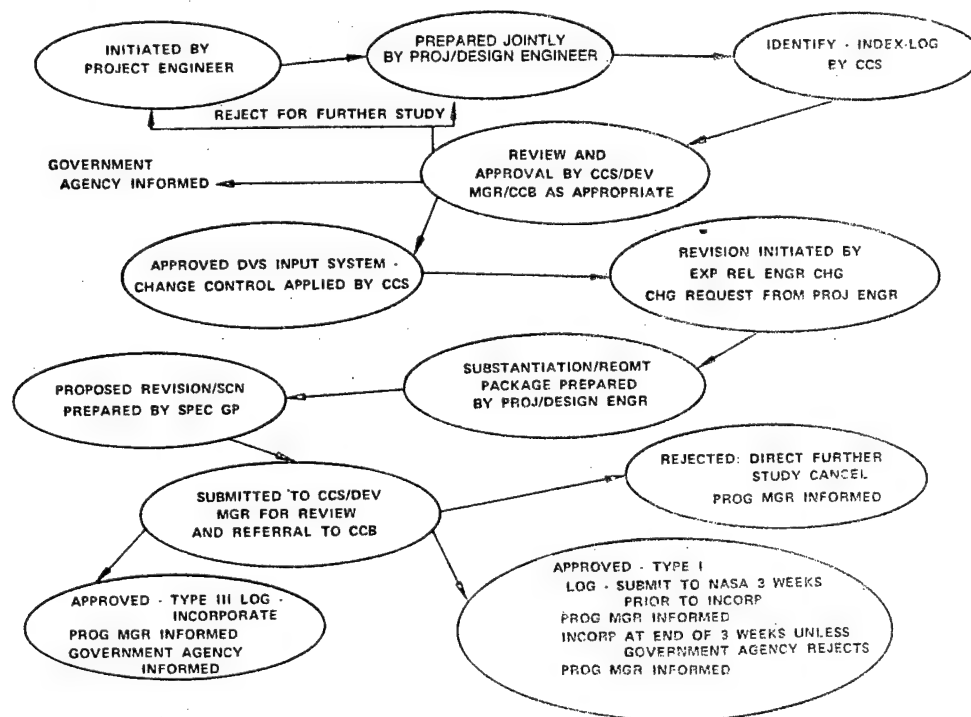 INITIATED BY
PROJECT ENGINEER
PREPARED JOINTLY
BY PROJ/DESIGN ENGINEER
IDENTIFY - INDEX-LOG
BY CCS
REJECT FOR FURTHER STUDY
GOVERNMENT
AGENCY INFORMED
REVIEW AND
APPROVAL BY CCS/DEV
MGR/CCB AS APPROPRIATE
APPROVED DVS INPUT SYSTEM -
CHANGE CONTROL APPLIED BY CCS
REVISION INITIATED BY
EXP REL ENGR CHG
CHG REQUEST FROM PROJ ENGR
SUBSTANTIATION/REQMT
PACKAGE PREPARED
BY PROJ/DESIGN ENGR
PROPOSED REVISION/SCN
PREPARED BY SPEC GP
SUBMITTED TO CCS/DEV
MGR FOR REVIEW
AND REFERRAL TO CCB
REJECTED: DIRECT FURTHER
STUDY CANCEL
PROG MGR INFORMED
APPROVED - TYPE III LOG -
INCORPORATE
PROG MGR INFORMED
GOVERNMENT AGENCY
INFORMED
APPROVED - TYPE I
LOG - SUBMIT TO NASA 3 WEEKS
PRIOR TO INCORP
PROG MGR INFORMED
INCORP AT END OF 3 WEEKS UNLESS
GOVERNMENT AGENCY REJECTS
PROG MGR INFORMED